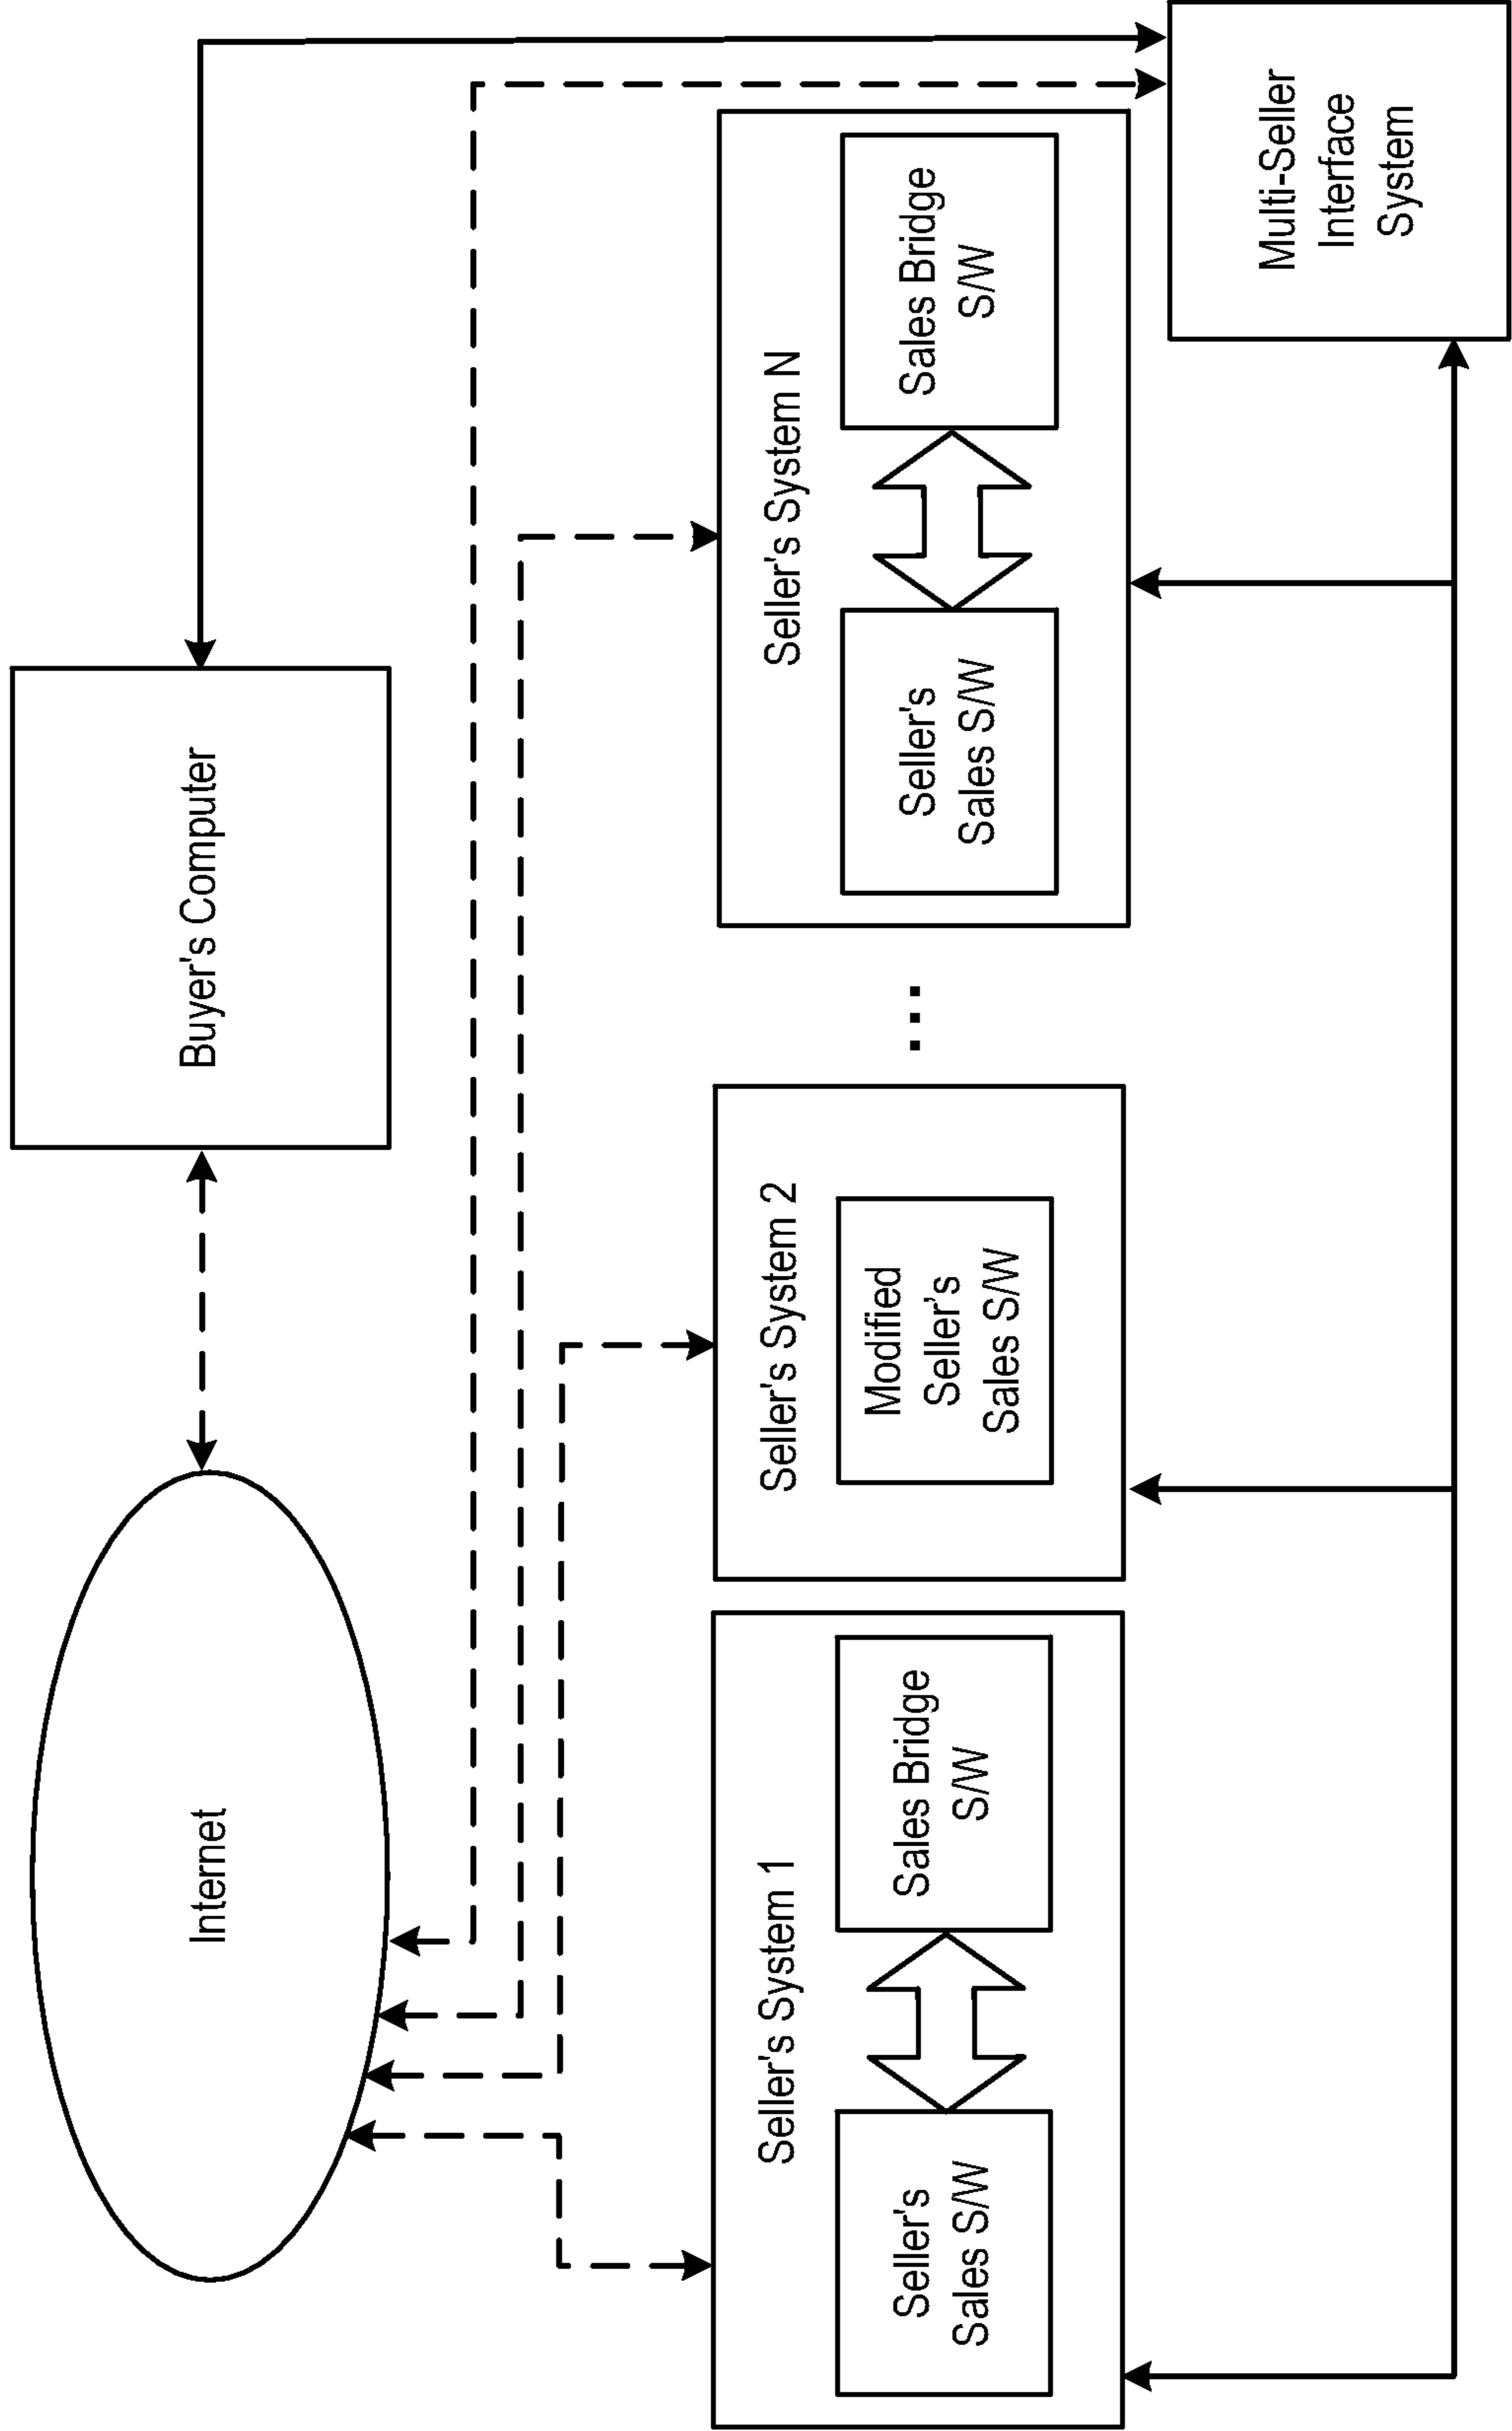 Internet
Buyer's Computer
Seller's System 1
Seller's
Sales S/W
Sales Bridge
S/W
Seller's System 2
Modified
Seller's
Sales S/W
...
Seller's System N
Seller's
Sales S/W
Sales Bridge
S/W
Multi-Seller
Interface
System